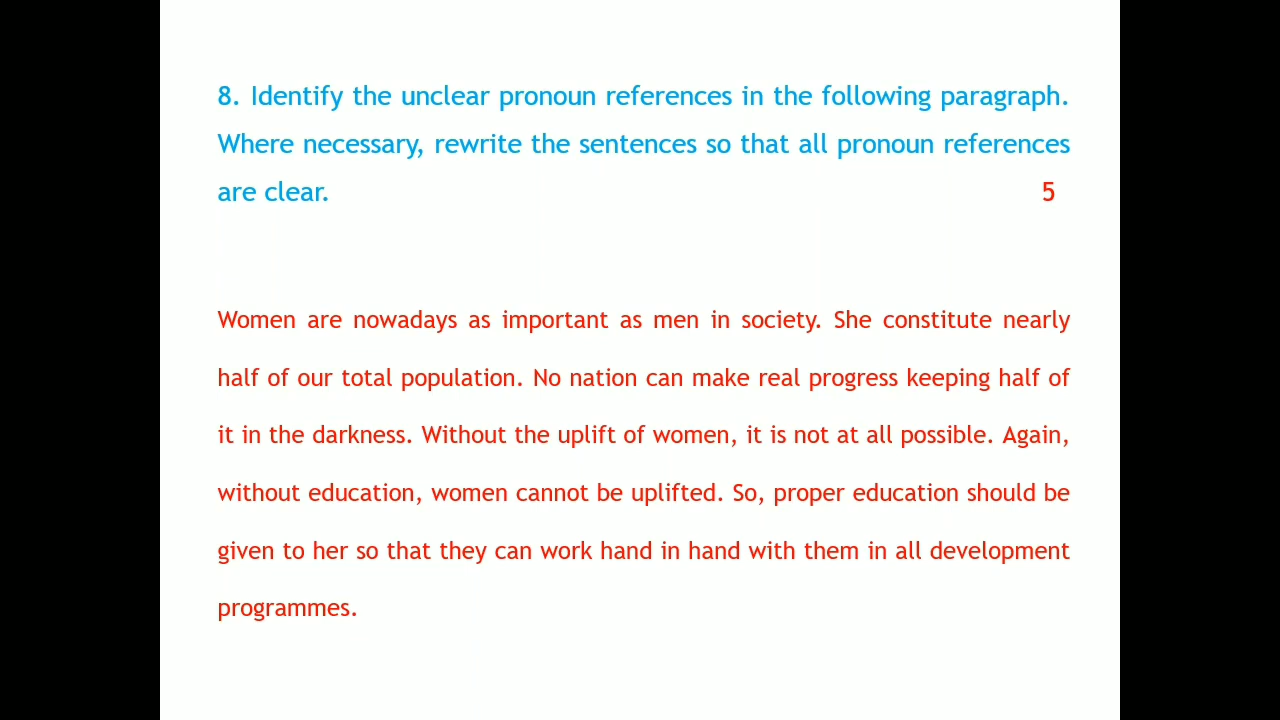 8. Identify the unclear pronoun references in the following paragraph.
Where necessary, rewrite the sentences so that all pronoun references
are clear. 5
Women are nowadays as important as men in society. She constitute nearly
half of our total population. No nation can make real progress keeping half of
it in the darkness. Without the uplift of women, it is not at all possible. Again,
without education, women cannot be uplifted. So, proper education should be
given to her so that they can work hand in hand with them in all development
programmes.